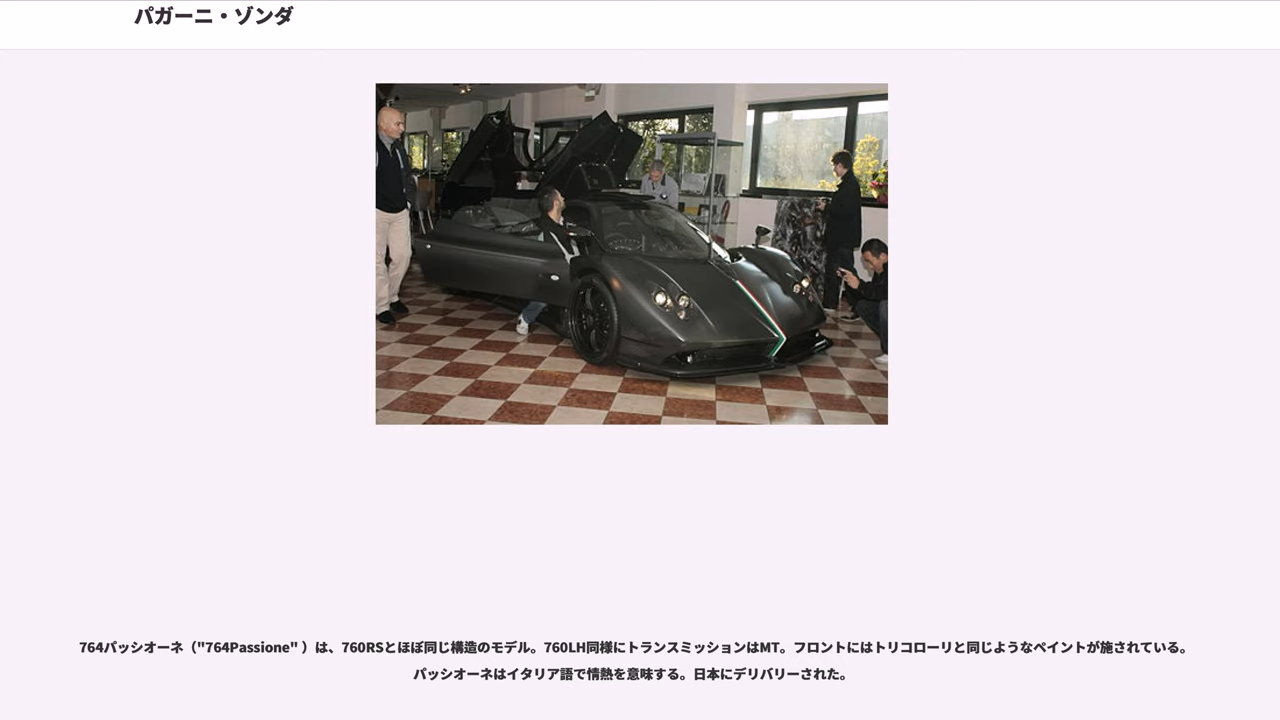 パガーニ・ゾンダ
764パッシオーネ（"764Passione" ）は、760RSとほぼ同じ構造のモデル。760LH同様にトランスミッションはMT。フロントにはトリコローリと同じようなペイントが施されている。
パッシオーネはイタリア語で情熱を意味する。日本にデリバリーされた。